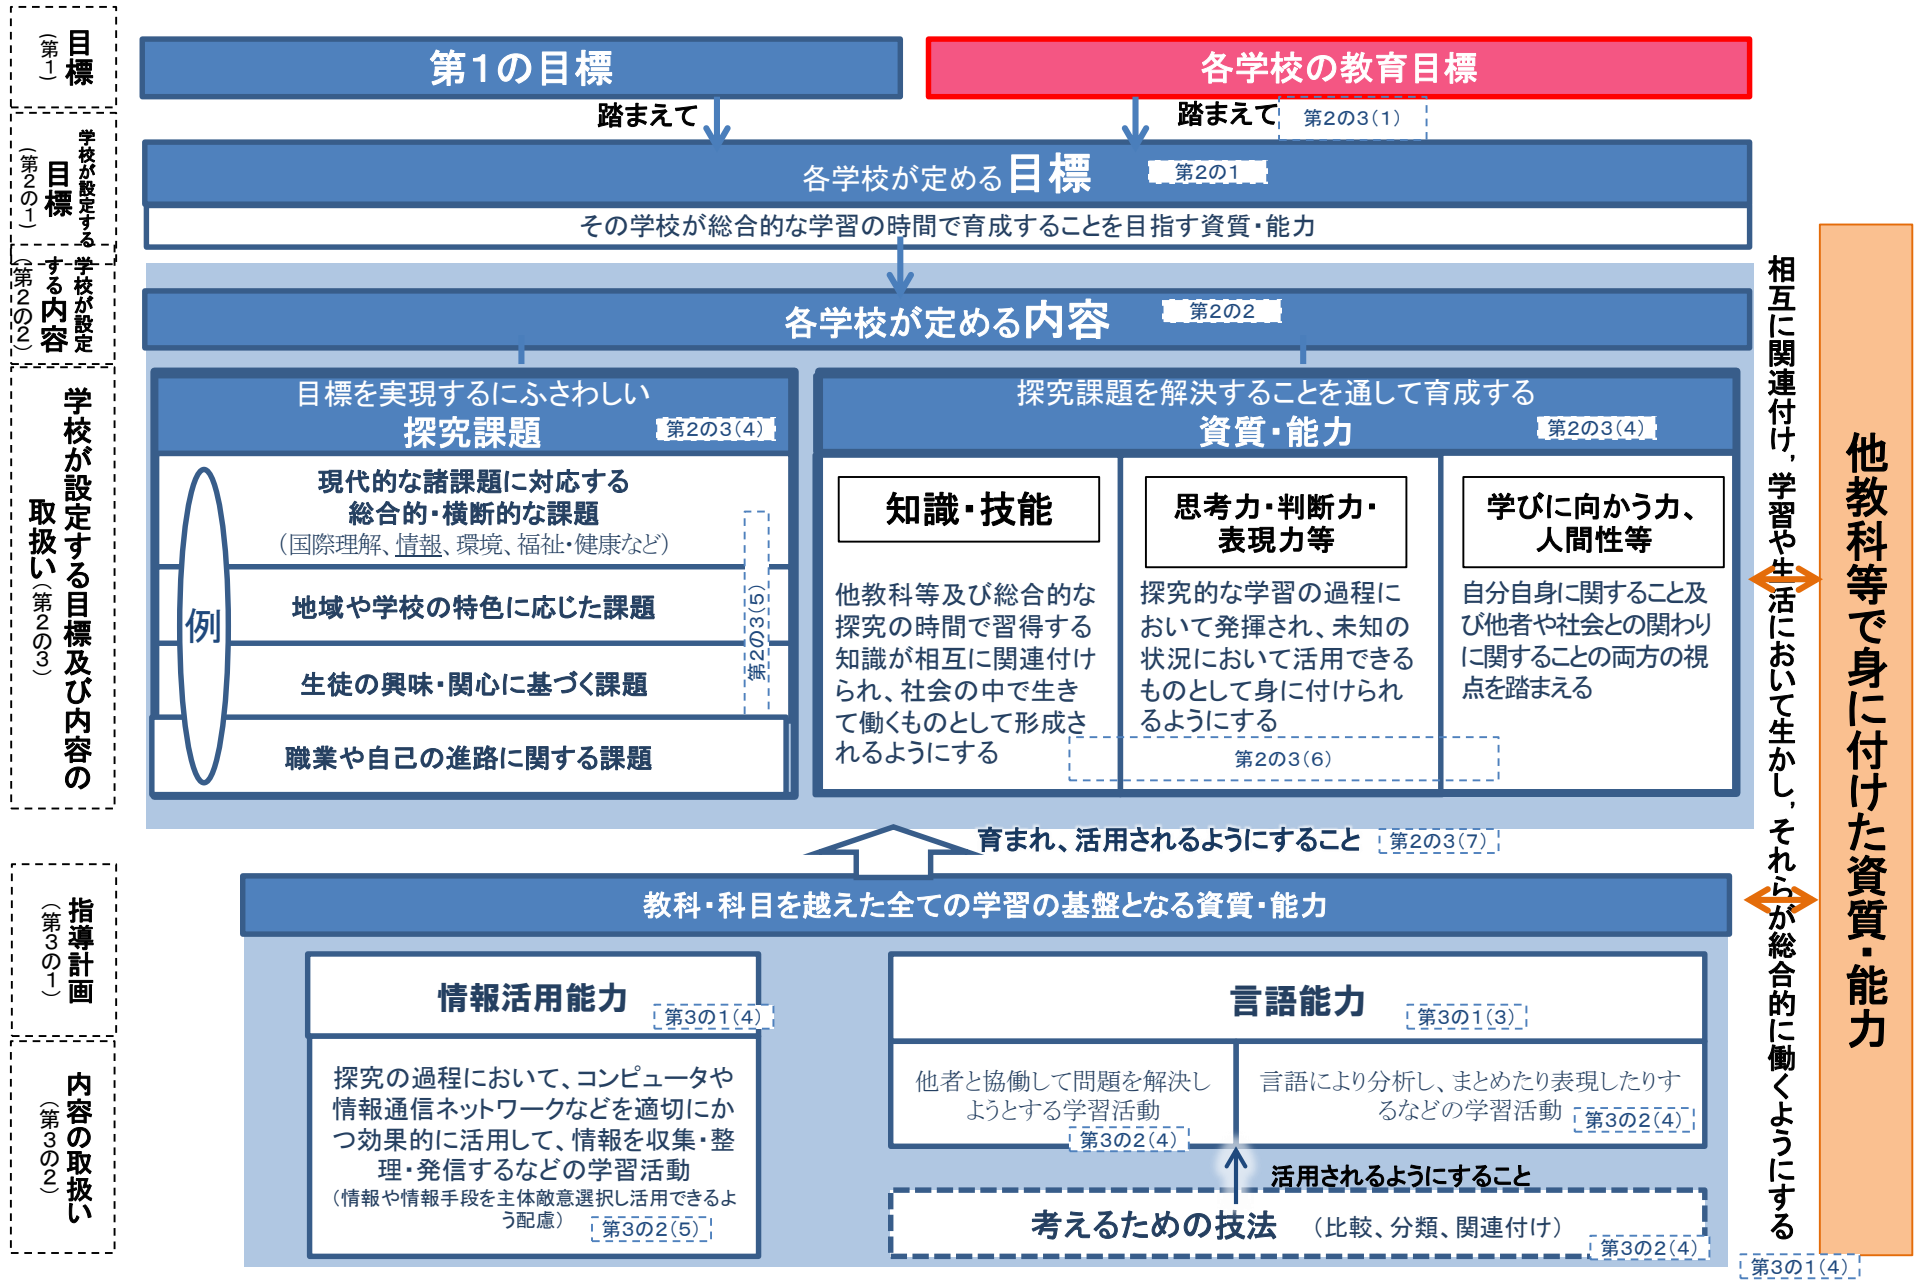 目標
（第1）
第１の目標
各学校の教育目標
踏まえて
踏まえて
第2の3(1)
学校が設定する
目標
（第2の1）
各学校が定める目標
第2の1
その学校が総合的な学習の時間で育成することを目指す資質・能力
学校が設定
する内容
（第2の2）
各学校が定める内容
第2の2
学校が設定する目標及び内容の
取扱い（第2の3）
目標を実現するにふさわしい
探究課題
第2の3(4)
例
現代的な諸課題に対応する
総合的・横断的な課題
（国際理解、情報、環境、福祉・健康など）
地域や学校の特色に応じた課題
生徒の興味・関心に基づく課題
職業や自己の進路に関する課題
第2の3(5)
探究課題を解決することを通して育成する
資質・能力
第2の3(4)
知識・技能
他教科等及び総合的な
探究の時間で習得する
知識が相互に関連付け
られ、社会の中で生き
て働くものとして形成さ
れるようにする
思考力・判断力・
表現力等
探究的な学習の過程に
おいて発揮され、未知の
状況において活用できる
ものとして身に付けられ
るようにする
学びに向かう力、
人間性等
自分自身に関すること及
び他者や社会との関わり
に関することの両方の視
点を踏まえる
第2の3(6)
育まれ、活用されるようにすること
第2の3(7)
指導計画
（第3の1）
教科・科目を越えた全ての学習の基盤となる資質・能力
内容の取扱い
（第3の2）
情報活用能力
第3の1(4)
探究の過程において、コンピュータや
情報通信ネットワークなどを適切にか
つ効果的に活用して、情報を収集・整
理・発信するなどの学習活動
（情報や情報手段を主体敵意選択し活用できるよ
う配慮）
第3の2(5)
言語能力
第3の1(3)
他者と協働して問題を解決し
ようとする学習活動
第3の2(4)
言語により分析し、まとめたり表現したりす
るなどの学習活動
第3の2(4)
活用されるようにすること
考えるための技法　（比較、分類、関連付け）
第3の2(4)
相互に関連付け，学習や生活において生かし，それらが総合的に働くようにする
第3の1(4)
他教科等で身に付けた資質・能力